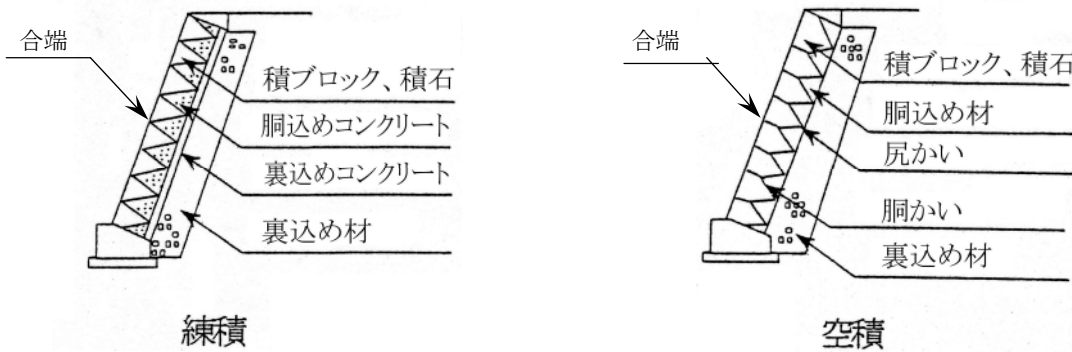 合端
積ブロック、積石
胴込めコンクリート
裏込めコンクリート
裏込め材
練積
合端
積ブロック、積石
胴込め材
尻かい
胴かい
裏込め材
空積